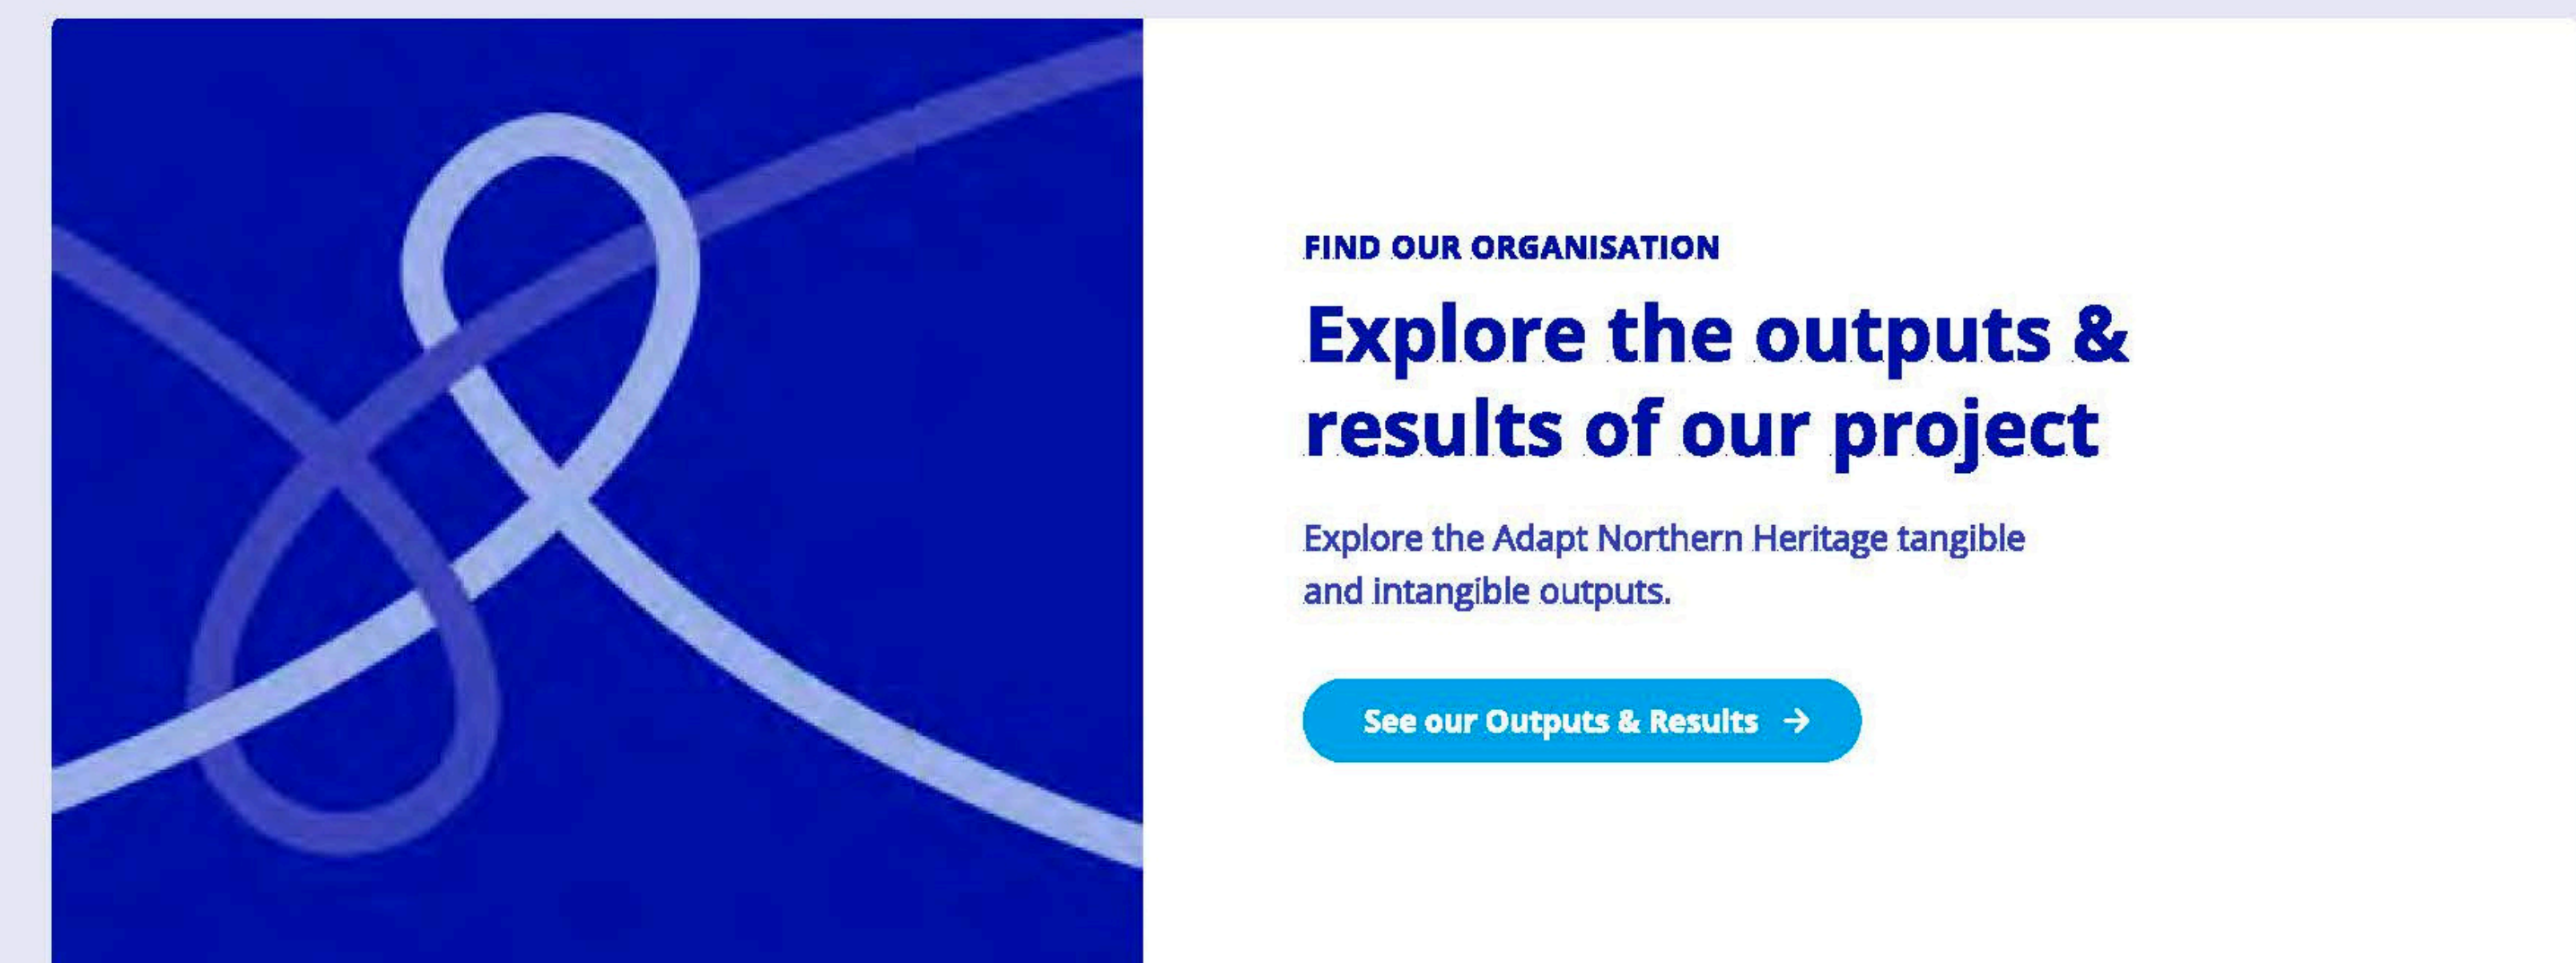 FIND OUR ORGANISATION
Explore the outputs &
results of our project
Explore the Adapt Northern Heritage tangible
and intangible outputs.
See our Outputs & Results →